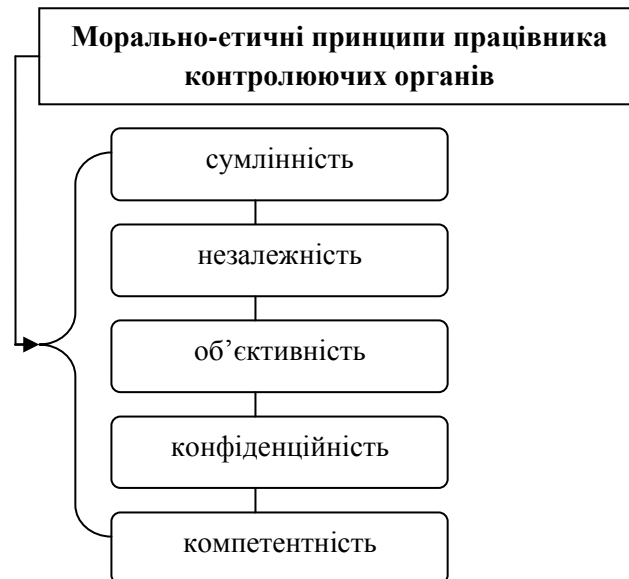 Морально-етичні принципи працівника
контролюючих органів
сумлінність
незалежність
об’єктивність
конфіденційність
компетентність